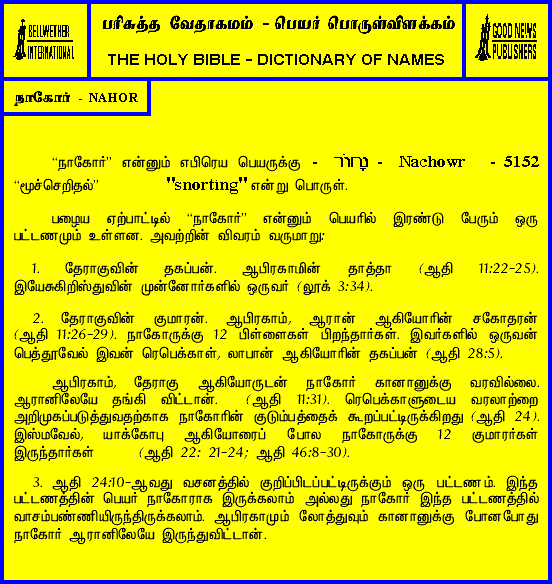 BELLWETHER
INTERNATIONAL
பரிசுத்த வேதாகமம் - பெயர் பொருள்விளக்கம்
THE HOLY BIBLE - DICTIONARY OF NAMES
GOOD NEWS
PUBLISHERS
நாகோர் - NAHOR
“நாகோர்” என்னும் எபிரெய பெயருக்கு - נָחוֹר - Nachowr - 5152
“மூச்செறிதல்” "snorting" என்று பொருள்.
பழைய ஏற்பாட்டில் “நாகோர்” என்னும் பெயரில் இரண்டு பேரும் ஒரு
பட்டணமும் உள்ளன. அவற்றின் விவரம் வருமாறு:
1. தேராகுவின் தகப்பன். ஆபிரகாமின் தாத்தா (ஆதி 11:22-25).
இயேசுகிறிஸ்துவின் முன்னோர்களில் ஒருவர் (லூக் 3:34).
2. தேராகுவின் குமாரன். ஆபிரகாம், ஆரான் ஆகியோரின் சகோதரன்
(ஆதி 11:26-29). நாகோருக்கு 12 பிள்ளைகள் பிறந்தார்கள். இவர்களில் ஒருவன்
பெத்தூவேல் இவன் ரெபெக்காள், லாபான் ஆகியோரின் தகப்பன் (ஆதி 28:5).
ஆபிரகாம், தேராகு ஆகியோருடன் நாகோர் கானானுக்கு வரவில்லை.
ஆரானிலேயே தங்கி விட்டான். (ஆதி 11:31). ரெபெக்காளுடைய வரலாற்றை
அறிமுகப்படுத்துவதற்காக நாகோரின் குடும்பத்தைக் கூறப்பட்டிருக்கிறது (ஆதி 24).
இஸ்மவேல், யாக்கோபு ஆகியோரைப் போல நாகோருக்கு 12 குமாரர்கள்
இருந்தார்கள் (ஆதி 22: 21-24; ஆதி 46:8-30).
3. ஆதி 24:10-ஆவது வசனத்தில் குறிப்பிடப்பட்டிருக்கும் ஒரு பட்டணம். இந்த
பட்டணத்தின் பெயர் நாகோராக இருக்கலாம் அல்லது நாகோர் இந்த பட்டணத்தில்
வாசம்பண்ணியிருந்திருக்கலாம். ஆபிரகாமும் லோத்துவும் கானானுக்கு போனபோது
நாகோர் ஆரானிலேயே இருந்துவிட்டான்.